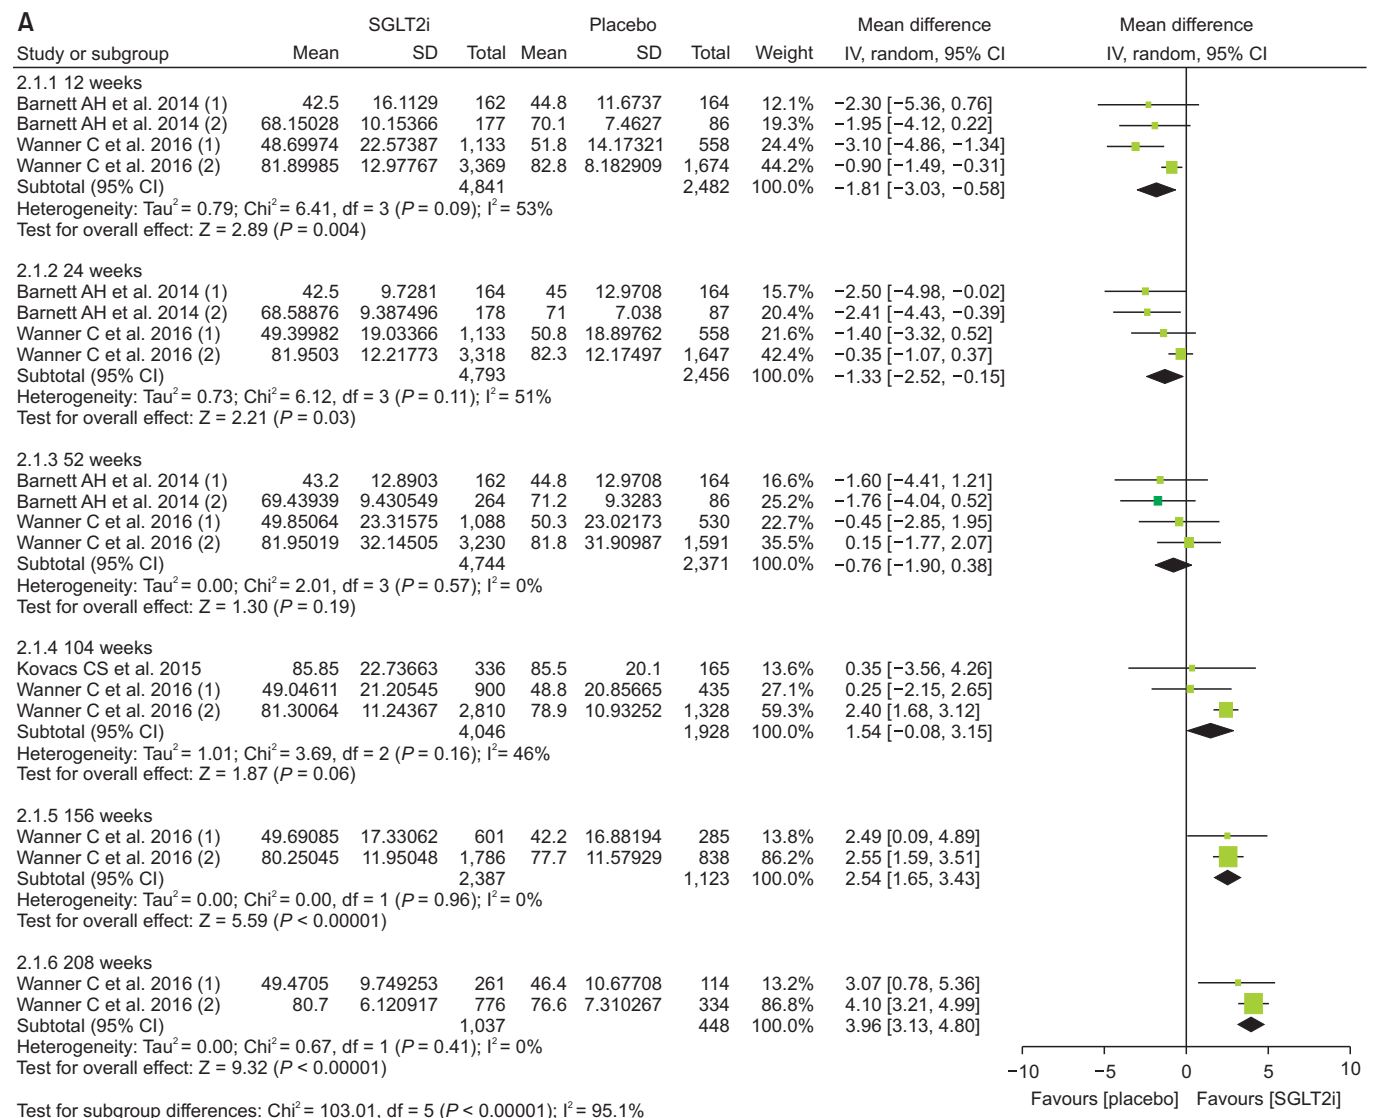 A
SGLT2i Placebo Mean difference Mean difference
Study or subgroup Mean SD Total Mean SD Total Weight IV, random, 95% CI IV, random, 95% CI
2.1.1 12 weeks
Barnett AH et al. 2014 (1) 42.5 16.1129 162 44.8 11.6737 164 12.1% −2.30 [−5.36, 0.76]
Barnett AH et al. 2014 (2) 68.15028 10.15366 177 70.1 7.4627 86 19.3% −1.95 [−4.12, 0.22]
Wanner C et al. 2016 (1) 48.69974 22.57387 1,133 51.8 14.17321 558 24.4% −3.10 [−4.86, −1.34]
Wanner C et al. 2016 (2) 81.89985 12.97767 3,369 82.8 8.182909 1,674 44.2% −0.90 [−1.49, −0.31]
Subtotal (95% CI) 4,841 2,482 100.0% −1.81 [−3.03, −0.58]
Heterogeneity: Tau² = 0.79; Chi² = 6.41, df = 3 (P = 0.09); I² = 53%
Test for overall effect: Z = 2.89 (P = 0.004)
2.1.2 24 weeks
Barnett AH et al. 2014 (1) 42.5 9.7281 164 45 12.9708 164 15.7% −2.50 [−4.98, −0.02]
Barnett AH et al. 2014 (2) 68.58876 9.387496 178 71 7.038 87 20.4% −2.41 [−4.43, −0.39]
Wanner C et al. 2016 (1) 49.39982 19.03366 1,133 50.8 18.89762 558 21.6% −1.40 [−3.32, 0.52]
Wanner C et al. 2016 (2) 81.9503 12.21773 3,318 82.3 12.17497 1,647 42.4% −0.35 [−1.07, 0.37]
Subtotal (95% CI) 4,793 2,456 100.0% −1.33 [−2.52, −0.15]
Heterogeneity: Tau² = 0.73; Chi² = 6.12, df = 3 (P = 0.11); I² = 51%
Test for overall effect: Z = 2.21 (P = 0.03)
2.1.3 52 weeks
Barnett AH et al. 2014 (1) 43.2 12.8903 162 44.8 12.9708 164 16.6% −1.60 [−4.41, 1.21]
Barnett AH et al. 2014 (2) 69.43939 9.430549 264 71.2 9.3283 86 25.2% −1.76 [−4.04, 0.52]
Wanner C et al. 2016 (1) 49.85064 23.31575 1,088 50.3 23.02173 530 22.7% −0.45 [−2.85, 1.95]
Wanner C et al. 2016 (2) 81.95019 32.14505 3,230 81.8 31.90987 1,591 35.5% 0.15 [−1.77, 2.07]
Subtotal (95% CI) 4,744 2,371 100.0% −0.76 [−1.90, 0.38]
Heterogeneity: Tau² = 0.00; Chi² = 2.01, df = 3 (P = 0.57); I² = 0%
Test for overall effect: Z = 1.30 (P = 0.19)
2.1.4 104 weeks
Kovacs CS et al. 2015 85.85 22.73663 336 85.5 20.1 165 13.6% 0.35 [−3.56, 4.26]
Wanner C et al. 2016 (1) 49.04611 21.20545 900 48.8 20.85665 435 27.1% 0.25 [−2.15, 2.65]
Wanner C et al. 2016 (2) 81.30064 11.24367 2,810 78.9 10.93252 1,328 59.3% 2.40 [1.68, 3.12]
Subtotal (95% CI) 4,046 1,928 100.0% 1.54 [−0.08, 3.15]
Heterogeneity: Tau² = 1.01; Chi² = 3.69, df = 2 (P = 0.16); I² = 46%
Test for overall effect: Z = 1.87 (P = 0.06)
2.1.5 156 weeks
Wanner C et al. 2016 (1) 49.69085 17.33062 601 42.2 16.88194 285 13.8% 2.49 [0.09, 4.89]
Wanner C et al. 2016 (2) 80.25045 11.95048 1,786 77.7 11.57929 838 86.2% 2.55 [1.59, 3.51]
Subtotal (95% CI) 2,387 1,123 100.0% 2.54 [1.65, 3.43]
Heterogeneity: Tau² = 0.00; Chi² = 0.00, df = 1 (P = 0.96); I² = 0%
Test for overall effect: Z = 5.59 (P < 0.00001)
2.1.6 208 weeks
Wanner C et al. 2016 (1) 49.4705 9.749253 261 46.4 10.67708 114 13.2% 3.07 [0.78, 5.36]
Wanner C et al. 2016 (2) 80.7 6.120917 776 76.6 7.310267 334 86.8% 4.10 [3.21, 4.99]
Subtotal (95% CI) 1,037 448 100.0% 3.96 [3.13, 4.80]
Heterogeneity: Tau² = 0.00; Chi² = 0.67, df = 1 (P = 0.41); I² = 0%
Test for overall effect: Z = 9.32 (P < 0.00001)
−10 −5 0 5 10
Favours [placebo] Favours [SGLT2i]
Test for subgroup differences: Chi² = 103.01, df = 5 (P < 0.00001); I² = 95.1%